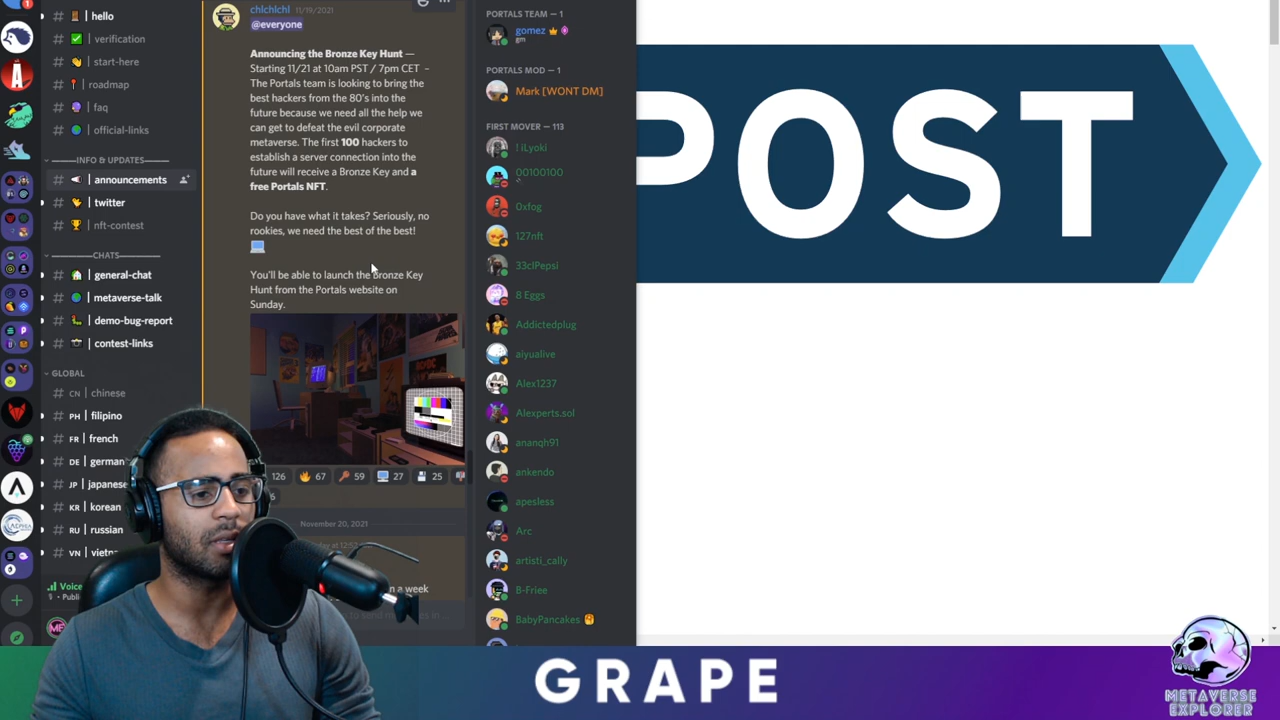 hello
verification
start-here
roadmap
faq
official-links
INFO & UPDATES
announcements
twitter
nft-contest
CHATS
general-chat
metaverse-talk
demo-bug-report
contest-links
GLOBAL
CN | chinese
PH | filipino
FR | french
DE | german
JP | japanese
KR | korean
RU | russian
VN |
Voice
chlchlchl 11/19/2021
@everyone
Announcing the Bronze Key Hunt —
Starting 11/21 at 10am PST / 7pm CET –
The Portals team is looking to bring the
best hackers from the 80's into the
future because we need all the help we
can get to defeat the evil corporate
metaverse. The first 100 hackers to
establish a server connection into the
future will receive a Bronze Key and a
free Portals NFT.
Do you have what it takes? Seriously, no
rookies, we need the best of the best!
You'll be able to launch the Bronze Key
Hunt from the Portals website on
Sunday.
126 67 59 27 25
6
November 20, 2021
n a week
PORTALS TEAM — 1
gomez
gm
PORTALS MOD — 1
Mark [WONT DM]
FIRST MOVER — 113
! iLyoki
00100100
0xfog
127nft
33clPepsi
8 Eggs
Addictedplug
aiyualive
Alex1237
Alexperts.sol
ananqh91
ankendo
apesless
Arc
artisti_cally
B-Friee
BabyPancakes
POST
GRAPE
METAVERSE
EXPLORER